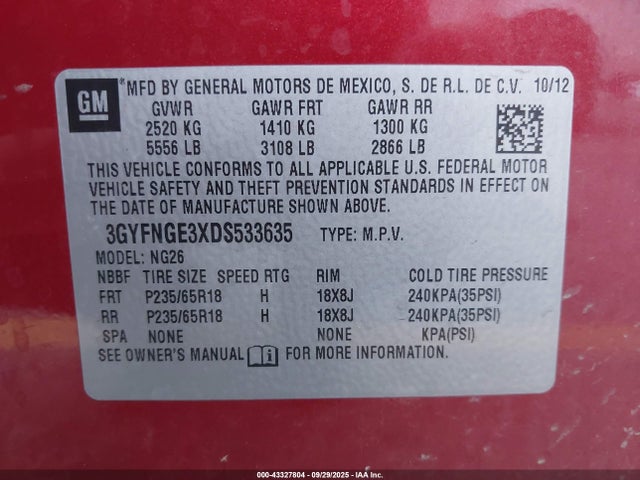 GM
*MFD BY GENERAL MOTORS DE MEXICO, S. DE R.L. DE C.V. 10/12
GVWR GAWR FRT GAWR RR
2520 KG 1410 KG 1300 KG
5556 LB 3108 LB 2866 LB
THIS VEHICLE CONFORMS TO ALL APPLICABLE U.S. FEDERAL MOTOR
VEHICLE SAFETY AND THEFT PREVENTION STANDARDS IN EFFECT ON
THE DATE OF MANUFACTURE SHOWN ABOVE.
3GYFNGE3XDS533635 TYPE: M.P.V.
MODEL: NG26
NBBF TIRE SIZE SPEED RTG RIM COLD TIRE PRESSURE
FRT P235/65R18 H 18X8J 240KPA(35PSI)
RR P235/65R18 H 18X8J 240KPA(35PSI)
SPA NONE NONE KPA(PSI)
SEE OWNER'S MANUAL FOR MORE INFORMATION.
000-43327804 - 09/29/2025 - IAA Inc.